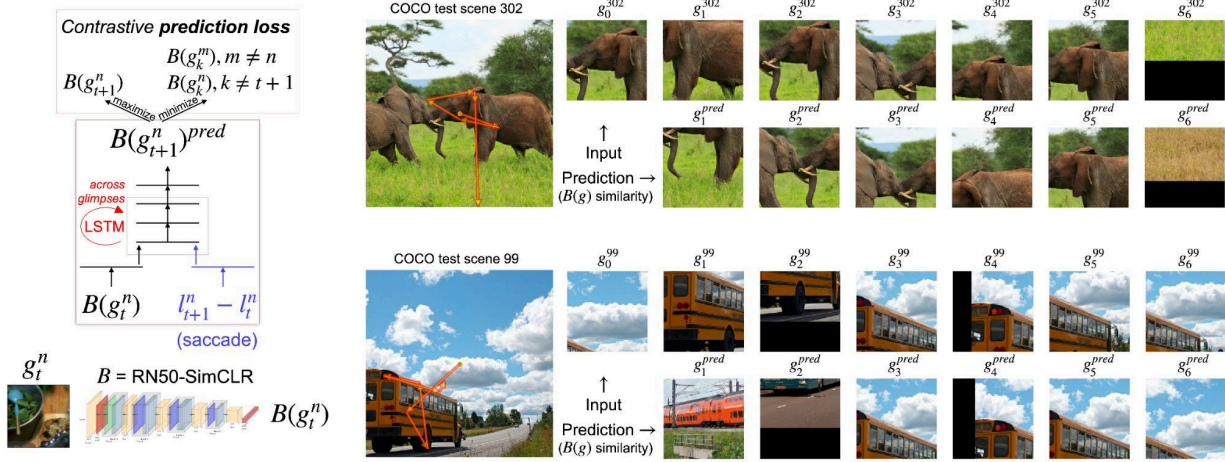 Contrastive prediction loss
B(g_k^m), m ≠ n
B(g_{t+1}^n) B(g_k^n), k ≠ t + 1
maximize minimize
B(g_{t+1}^n)^{pred}
across
glimpses
LSTM
B(g_t^n) l_{t+1}^n − l_t^n
(saccade)
g_t^n
B = RN50-SimCLR
B(g_t^n)
COCO test scene 302
g_0^{302} g_1^{302} g_2^{302} g_3^{302} g_4^{302} g_5^{302} g_6^{302}
g_1^{pred} g_2^{pred} g_3^{pred} g_4^{pred} g_5^{pred} g_6^{pred}
↑
Input
Prediction →
(B(g) similarity)
COCO test scene 99
g_0^{99} g_1^{99} g_2^{99} g_3^{99} g_4^{99} g_5^{99} g_6^{99}
g_1^{pred} g_2^{pred} g_3^{pred} g_4^{pred} g_5^{pred} g_6^{pred}
↑
Input
Prediction →
(B(g) similarity)